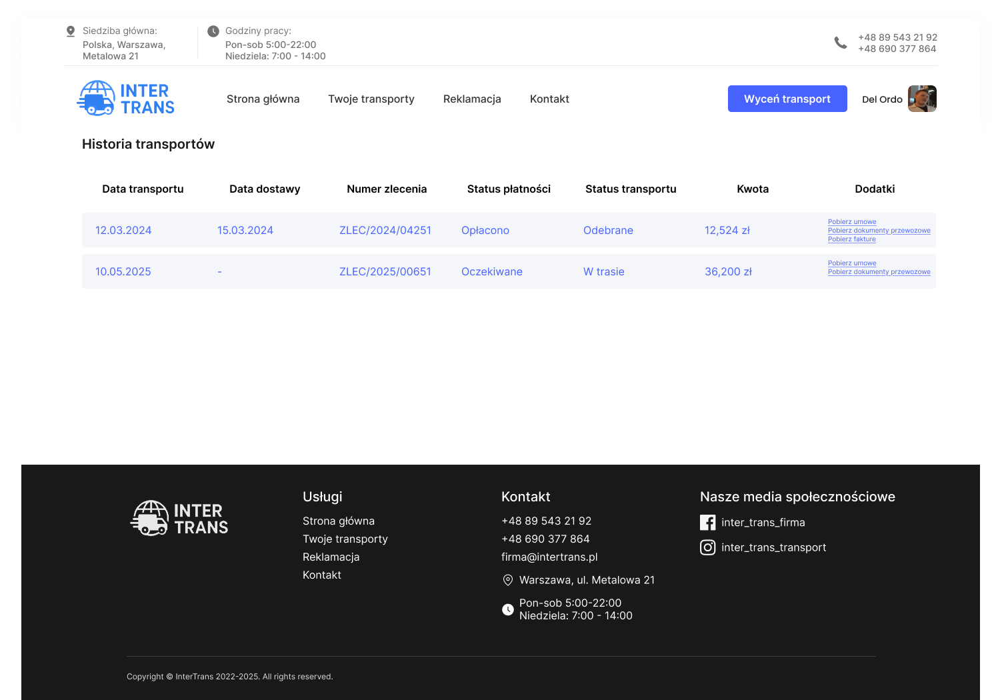 Siedziba główna:
Polska, Warszawa,
Metalowa 21
Godziny pracy:
Pon-sob 5:00-22:00
Niedziela: 7:00 - 14:00
+48 89 543 21 92
+48 690 377 864
INTER
TRANS
Strona główna
Twoje transporty
Reklamacja
Kontakt
Wyceń transport
Del Ordo
Historia transportów
Data transportu
Data dostawy
Numer zlecenia
Status płatności
Status transportu
Kwota
Dodatki
12.03.2024
15.03.2024
ZLEC/2024/04251
Opłacono
Odebrane
12,524 zł
Pobierz umowe
Pobierz dokumenty przewozowe
Pobierz fakture
10.05.2025
-
ZLEC/2025/00651
Oczekiwane
W trasie
36,200 zł
Pobierz umowe
Pobierz dokumenty przewozowe
INTER
TRANS
Usługi
Strona główna
Twoje transporty
Reklamacja
Kontakt
Kontakt
+48 89 543 21 92
+48 690 377 864
firma@intertrans.pl
Warszawa, ul. Metalowa 21
Pon-sob 5:00-22:00
Niedziela: 7:00 - 14:00
Nasze media społecznościowe
inter_trans_firma
inter_trans_transport
Copyright © InterTrans 2022-2025. All rights reserved.